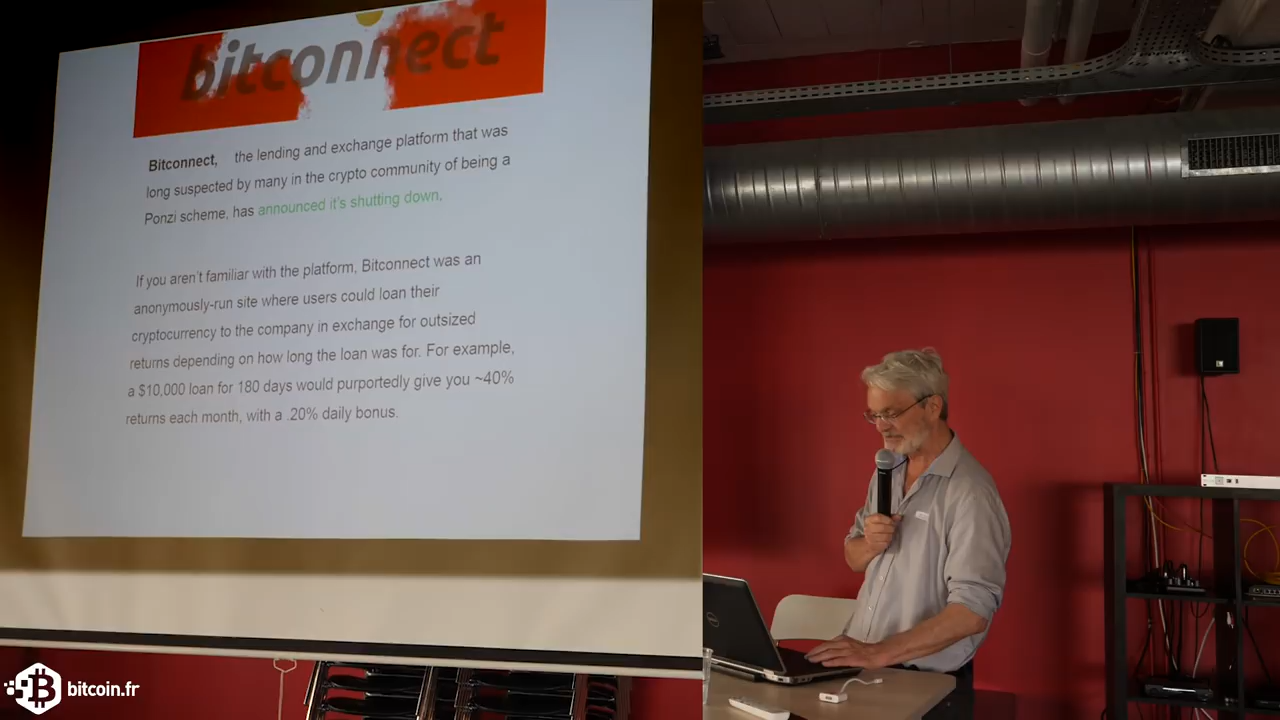 bitconnect
Bitconnect, the lending and exchange platform that was
long suspected by many in the crypto community of being a
Ponzi scheme, has announced it's shutting down.
If you aren't familiar with the platform, Bitconnect was an
anonymously-run site where users could loan their
cryptocurrency to the company in exchange for outsized
returns depending on how long the loan was for. For example,
a $10,000 loan for 180 days would purportedly give you ~40%
returns each month, with a .20% daily bonus.
DELL
bitcoin.fr